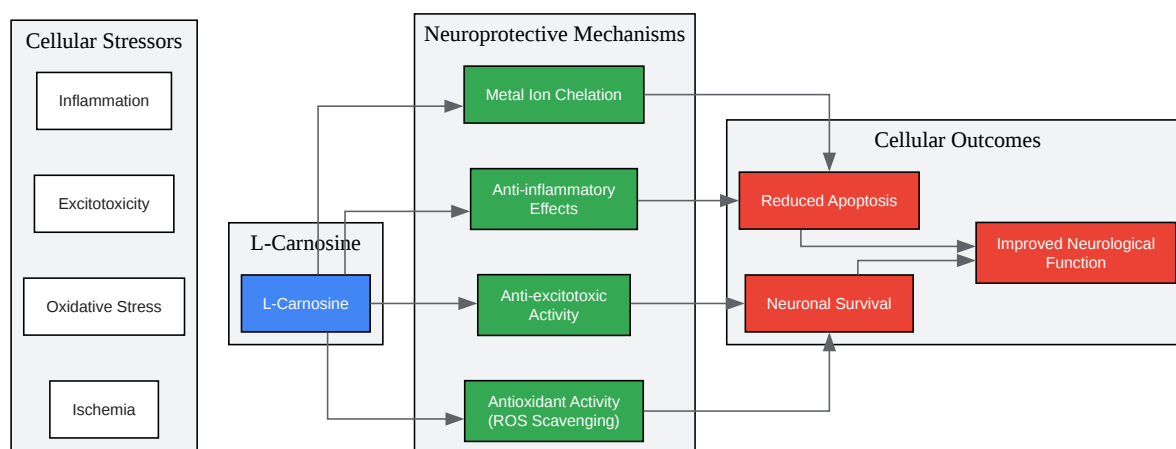 Cellular Stressors
Inflammation
Excitotoxicity
Oxidative Stress
Ischemia
L-Carnosine
L-Carnosine
Neuroprotective Mechanisms
Metal Ion Chelation
Anti-inflammatory
Effects
Anti-excitotoxic
Activity
Antioxidant Activity
(ROS Scavenging)
Cellular Outcomes
Reduced Apoptosis
Neuronal Survival
Improved Neurological
Function